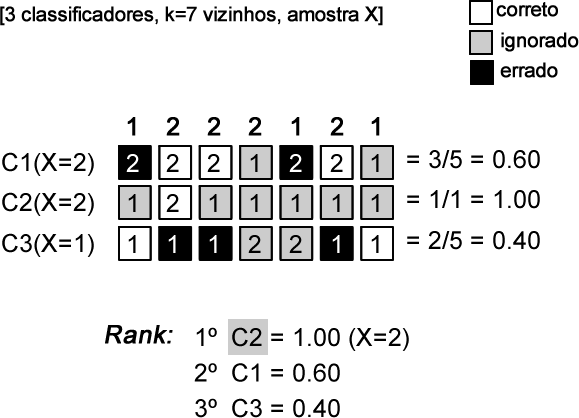 [3 classificadores, k=7 vizinhos, amostra X]
correto
ignorado
errado
1 2 2 2 1 2 1
C1(X=2) 2 2 2 1 2 2 1 = 3/5 = 0.60
C2(X=2) 1 2 1 1 1 1 1 = 1/1 = 1.00
C3(X=1) 1 1 1 2 2 1 1 = 2/5 = 0.40
Rank: 1º C2 = 1.00 (X=2)
2º C1 = 0.60
3º C3 = 0.40